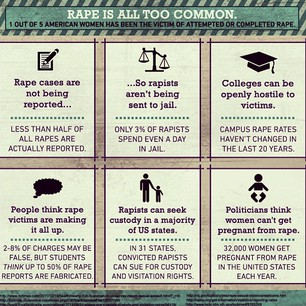 RAPE IS ALL TOO COMMON.
1 OUT OF 5 AMERICAN WOMEN HAS BEEN THE VICTIM OF ATTEMPTED OR COMPLETED RAPE.
Rape cases are
not being
reported...
LESS THAN HALF OF
ALL RAPES ARE
ACTUALLY REPORTED.
...So rapists
aren't being
sent to jail.
ONLY 3% OF RAPISTS
SPEND EVEN A DAY
IN JAIL.
Colleges can be
openly hostile to
victims.
CAMPUS RAPE RATES
HAVEN'T CHANGED IN
THE LAST 20 YEARS.
People think rape
victims are making
it all up.
2-8% OF CHARGES MAY BE
FALSE, BUT STUDENTS
THINK UP TO 50% OF RAPE
REPORTS ARE FABRICATED.
Rapists can seek
custody in a majority
of US states.
IN 31 STATES,
CONVICTED RAPISTS
CAN SUE FOR CUSTODY
AND VISITATION RIGHTS.
Politicians think
women can't get
pregnant from rape.
32,000 WOMEN GET
PREGNANT FROM RAPE
IN THE UNITED STATES
EACH YEAR.